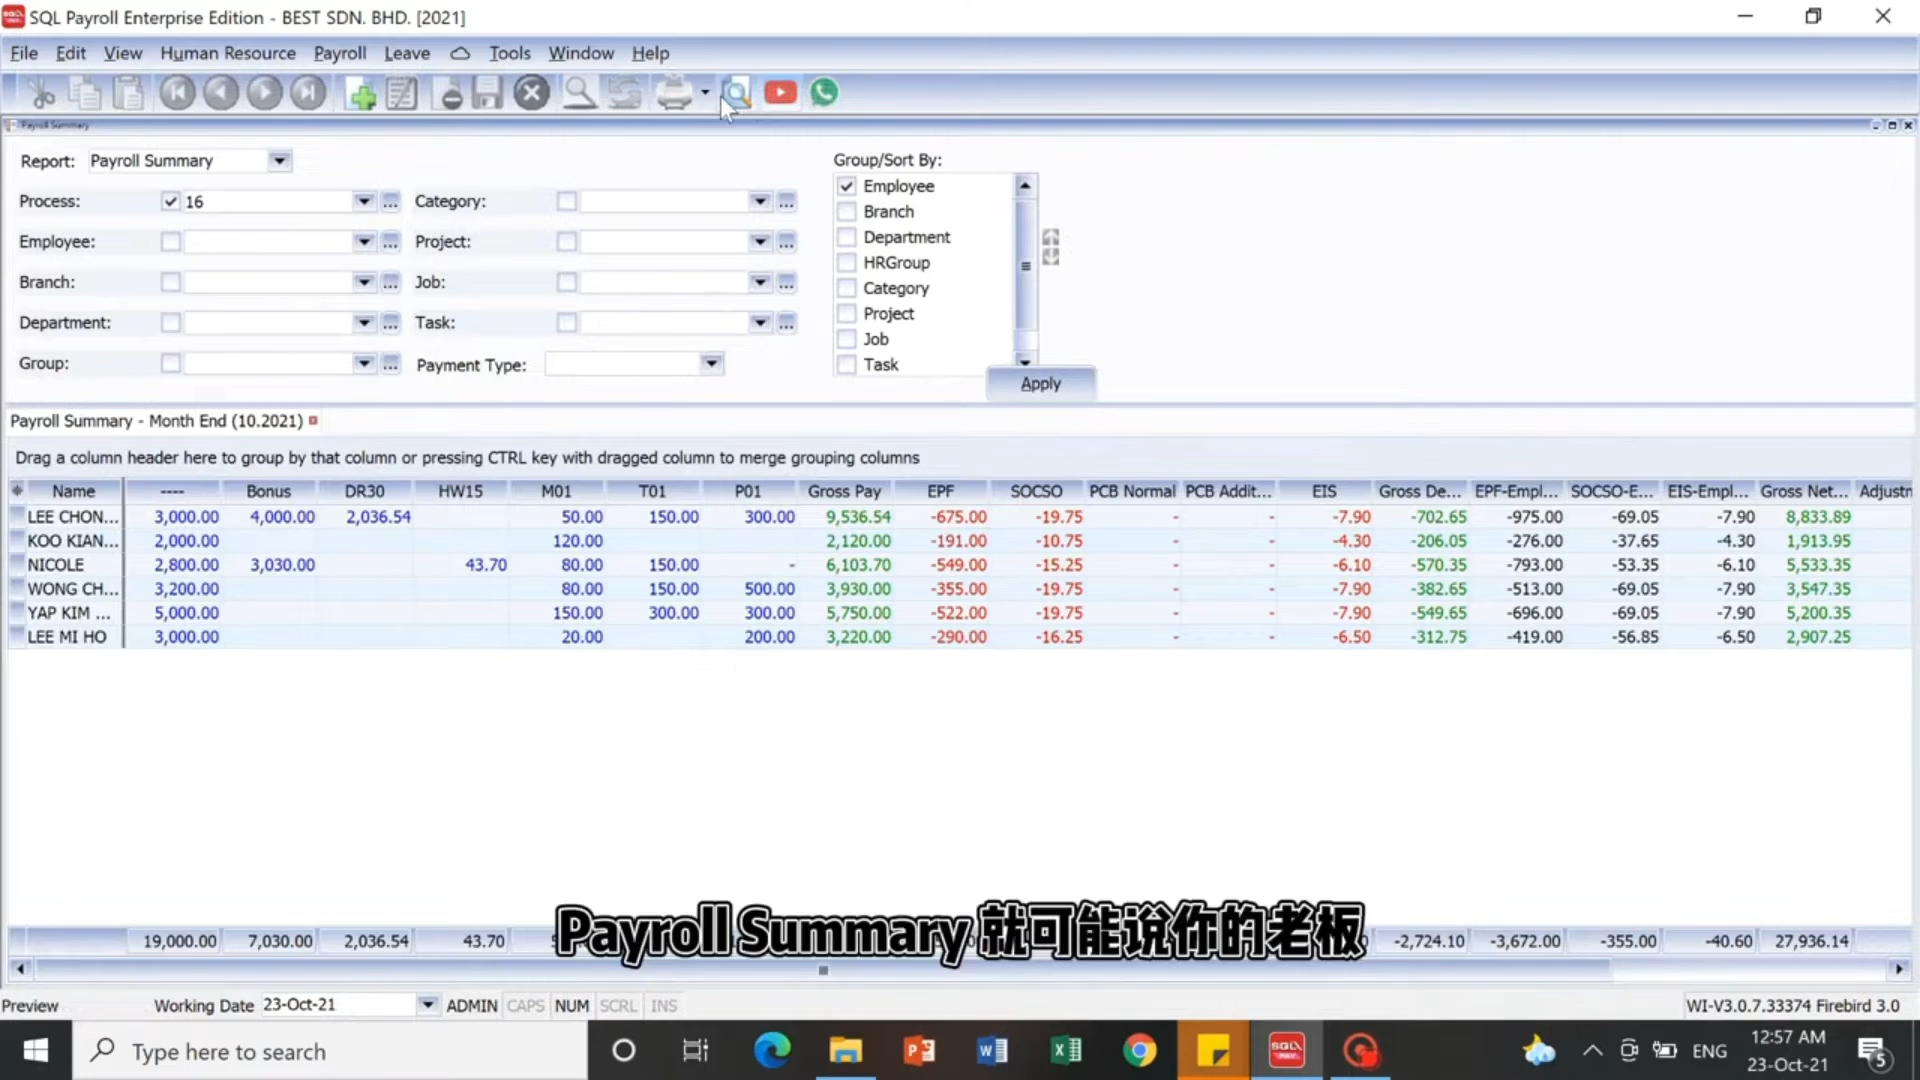 SQL Payroll Enterprise Edition - BEST SDN. BHD. [2021]
File Edit View Human Resource Payroll Leave Tools Window Help
Payroll Summary
Report: Payroll Summary
Group/Sort By:
Process: 16 Category:
Employee: Project:
Branch: Job:
Department: Task:
Group: Payment Type:
Employee
Branch
Department
HRGroup
Category
Project
Job
Task
Apply
Payroll Summary - Month End (10.2021)
Drag a column header here to group by that column or pressing CTRL key with dragged column to merge grouping columns
Name ---- Bonus DR30 HW15 M01 T01 P01 Gross Pay EPF SOCSO PCB Normal PCB Addit... EIS Gross De... EPF-Empl... SOCSO-E... EIS-Empl... Gross Net... Adjustm
LEE CHON... 3,000.00 4,000.00 2,036.54 50.00 150.00 300.00 9,536.54 -675.00 -19.75 - - -7.90 -702.65 -975.00 -69.05 -7.90 8,833.89
KOO KIAN... 2,000.00 120.00 2,120.00 -191.00 -10.75 - - -4.30 -206.05 -276.00 -37.65 -4.30 1,913.95
NICOLE 2,800.00 3,030.00 43.70 80.00 150.00 - 6,103.70 -549.00 -15.25 - - -6.10 -570.35 -793.00 -53.35 -6.10 5,533.35
WONG CH... 3,200.00 80.00 150.00 500.00 3,930.00 -355.00 -19.75 - - -7.90 -382.65 -513.00 -69.05 -7.90 3,547.35
YAP KIM ... 5,000.00 150.00 300.00 300.00 5,750.00 -522.00 -19.75 - - -7.90 -549.65 -696.00 -69.05 -7.90 5,200.35
LEE MI HO 3,000.00 20.00 200.00 3,220.00 -290.00 -16.25 - - -6.50 -312.75 -419.00 -56.85 -6.50 2,907.25
19,000.00 7,030.00 2,036.54 43.70 -2,724.10 -3,672.00 -355.00 -40.60 27,936.14
Payroll Summary 就可能说你的老板
Preview Working Date 23-Oct-21 ADMIN CAPS NUM SCRL INS WI-V3.0.7.33374 Firebird 3.0
Type here to search
ENG
12:57 AM
23-Oct-21
5